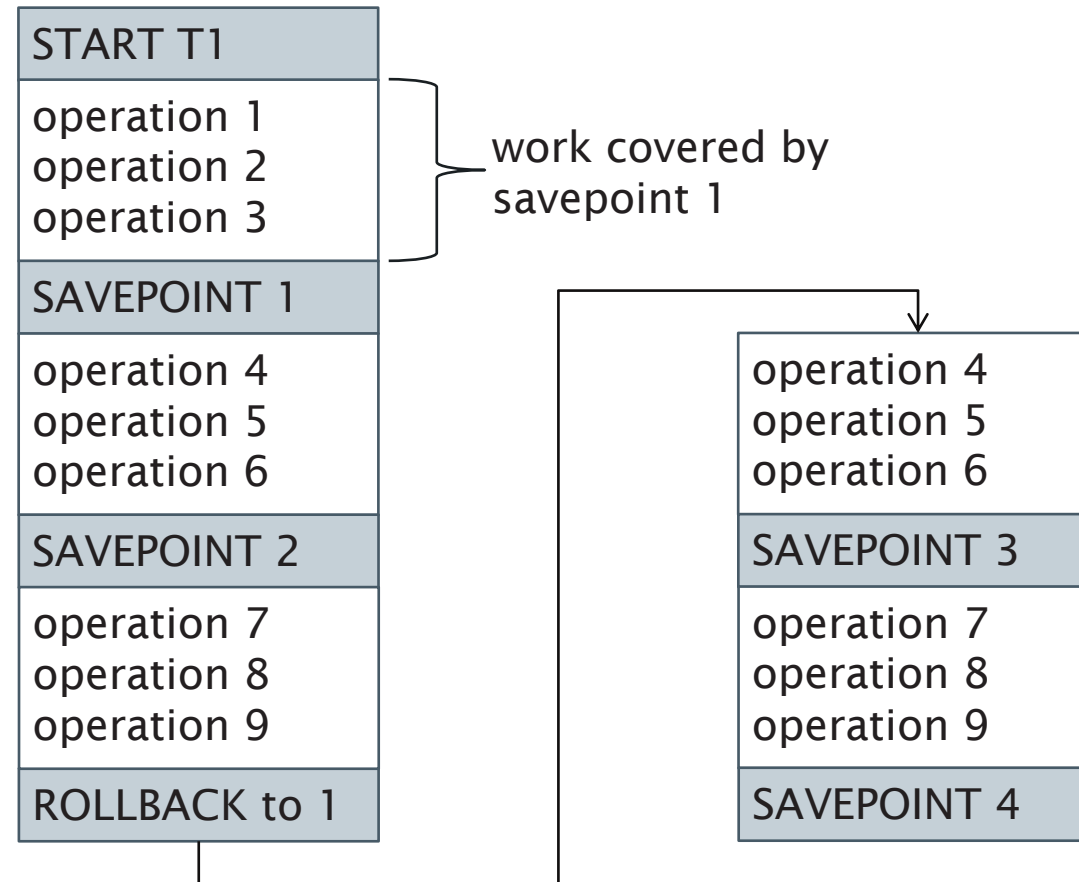 START T1
operation 1
operation 2
operation 3
work covered by
savepoint 1
SAVEPOINT 1
operation 4
operation 5
operation 6
SAVEPOINT 2
operation 7
operation 8
operation 9
ROLLBACK to 1
operation 4
operation 5
operation 6
SAVEPOINT 3
operation 7
operation 8
operation 9
SAVEPOINT 4